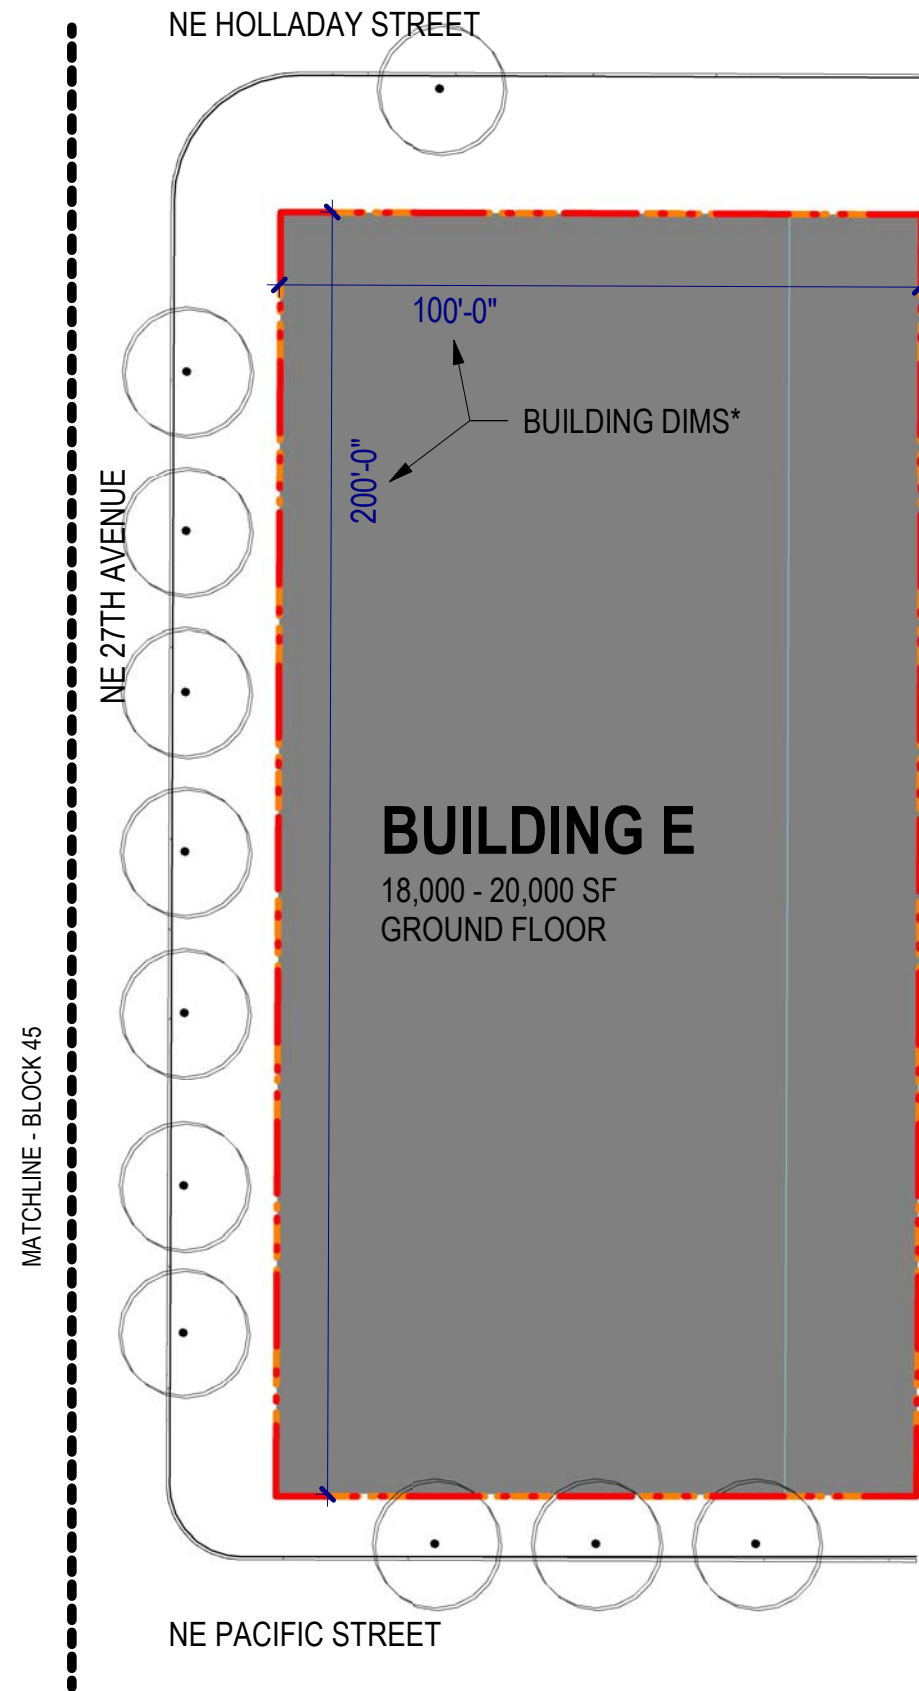 NE HOLLADAY STREET
100'-0"
BUILDING DIMS*
200'-0"
NE 27TH AVENUE
BUILDING E
18,000 - 20,000 SF
GROUND FLOOR
MATCHLINE - BLOCK 45
NE PACIFIC STREET